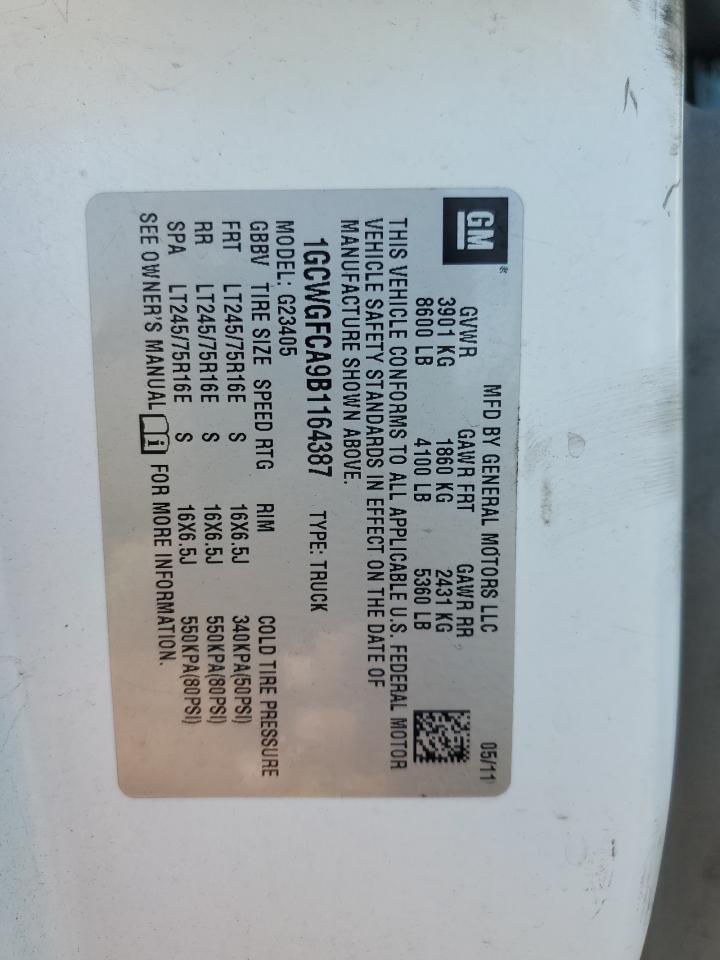 GM ®
MFD BY GENERAL MOTORS LLC 05/11
GVWR GAWR FRT GAWR RR
3901 KG 1860 KG 2431 KG
8600 LB 4100 LB 5360 LB
THIS VEHICLE CONFORMS TO ALL APPLICABLE U.S. FEDERAL MOTOR
VEHICLE SAFETY STANDARDS IN EFFECT ON THE DATE OF
MANUFACTURE SHOWN ABOVE.
1GCWGFCA9B1164387 TYPE: TRUCK
MODEL: G23405
GBBV TIRE SIZE SPEED RTG RIM COLD TIRE PRESSURE
FRT LT245/75R16E S 16X6.5J 340KPA(50PSI)
RR LT245/75R16E S 16X6.5J 550KPA(80PSI)
SPA LT245/75R16E S 16X6.5J 550KPA(80PSI)
SEE OWNER'S MANUAL i FOR MORE INFORMATION.